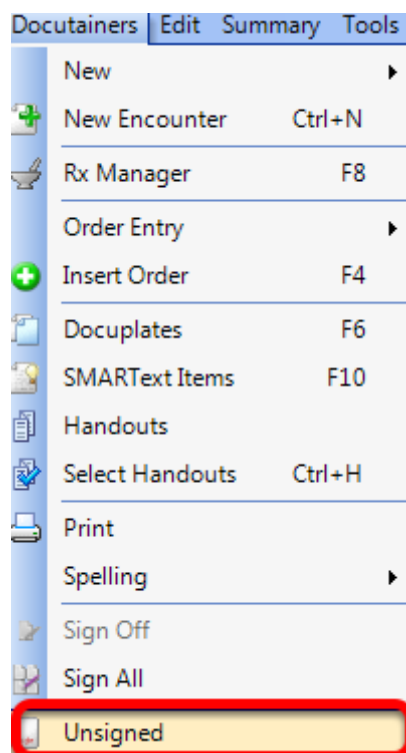 Docutainers Edit Summary Tools
New
New Encounter Ctrl+N
Rx Manager F8
Order Entry
Insert Order F4
Docuplates F6
SMARText Items F10
Handouts
Select Handouts Ctrl+H
Print
Spelling
Sign Off
Sign All
Unsigned